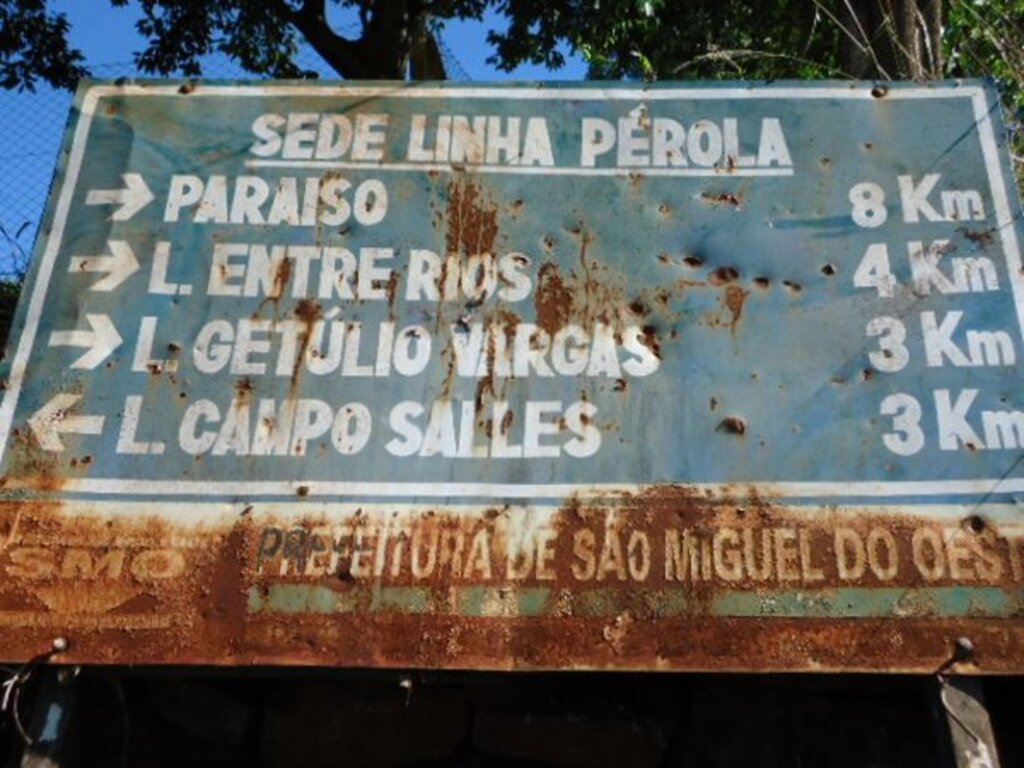 SEDE LINHA PÉROLA
→ PARAISO 8 Km
→ L. ENTRE RIOS 4 Km
→ L. GETÚLIO VARGAS 3 Km
← L. CAMPO SALLES 3 Km
SMO PREFEITURA DE SÃO MIGUEL DO OEST